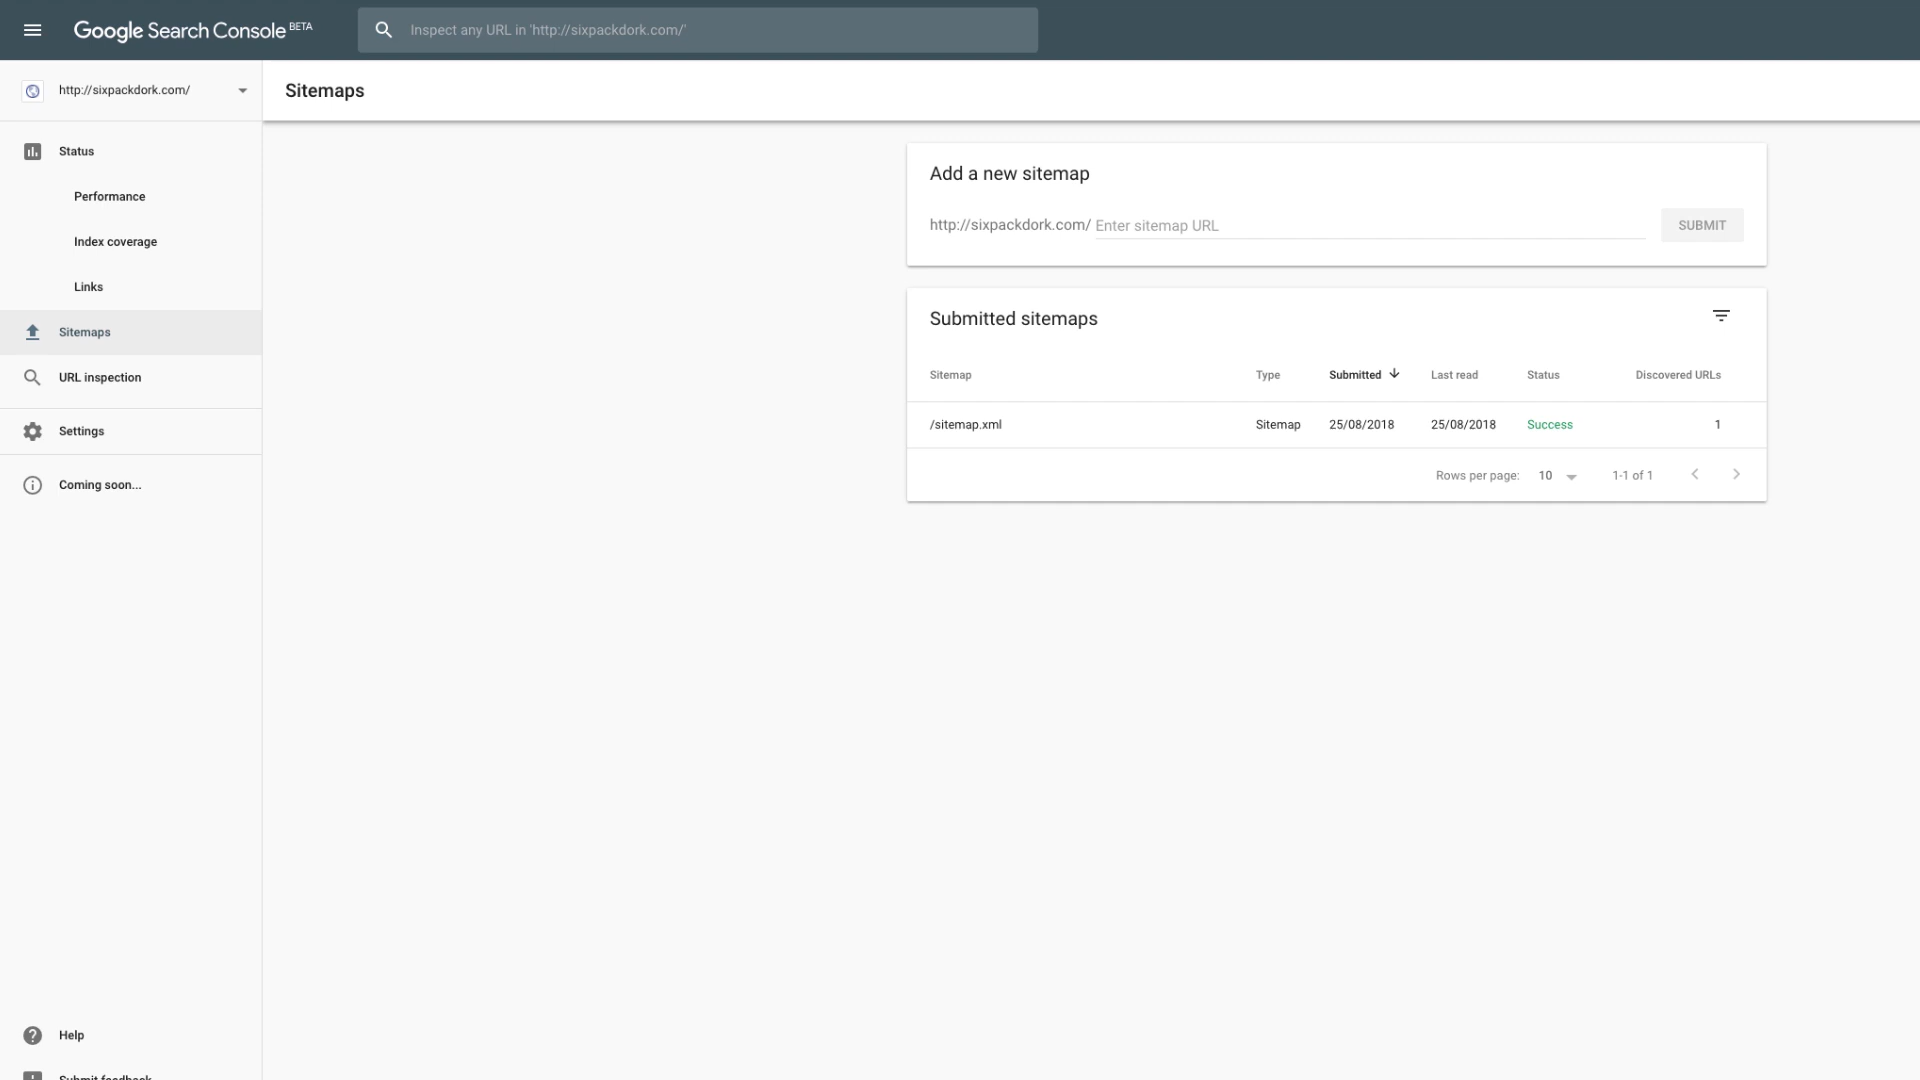 Google Search Console BETA
Inspect any URL in 'http://sixpackdork.com/'
http://sixpackdork.com/
Sitemaps
Status
Performance
Index coverage
Links
Sitemaps
URL inspection
Settings
Coming soon...
Help
Submit feedback
Add a new sitemap
http://sixpackdork.com/ Enter sitemap URL
SUBMIT
Submitted sitemaps
Sitemap Type Submitted Last read Status Discovered URLs
/sitemap.xml Sitemap 25/08/2018 25/08/2018 Success 1
Rows per page: 10 1-1 of 1